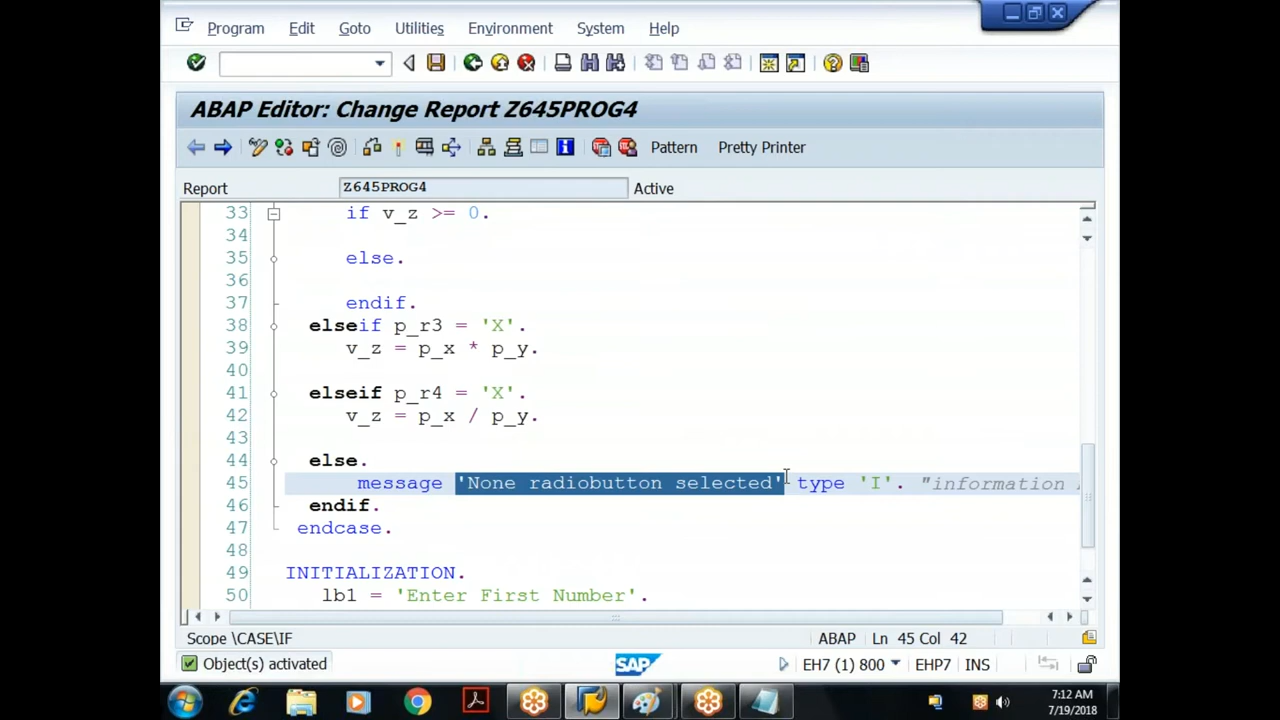 Program Edit Goto Utilities Environment System Help
ABAP Editor: Change Report Z645PROG4
Pattern Pretty Printer
Report Z645PROG4 Active
33 if v_z >= 0.
34
35 else.
36
37 endif.
38 elseif p_r3 = 'X'.
39 v_z = p_x * p_y.
40
41 elseif p_r4 = 'X'.
42 v_z = p_x / p_y.
43
44 else.
45 message 'None radiobutton selected' type 'I'. "information
46 endif.
47 endcase.
48
49 INITIALIZATION.
50 lb1 = 'Enter First Number'.
Scope \CASE\IF ABAP Ln 45 Col 42
Object(s) activated SAP EH7 (1) 800 EHP7 INS
7:12 AM
7/19/2018